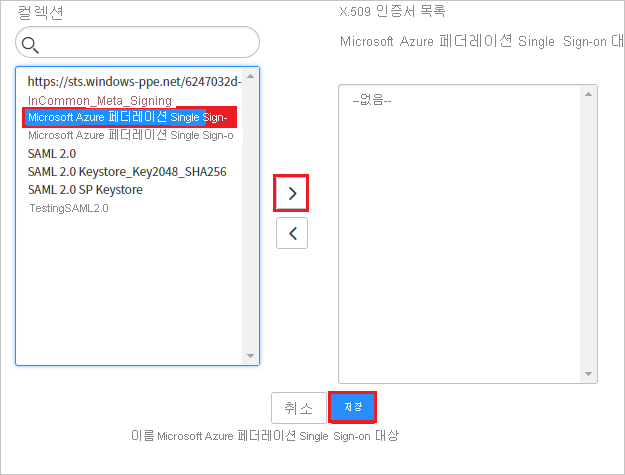 컬렉션
https://sts.windows-ppe.net/6247032d-
InCommon_Meta_Signing
Microsoft Azure 페더레이션 Single Sign-
Microsoft Azure 페더레이션 Single Sign-o
SAML 2.0
SAML 2.0 Keystore_Key2048_SHA256
SAML 2.0 SP Keystore
TestingSAML2.0
X.509 인증서 목록
Microsoft Azure 페더레이션 Single Sign-on 대
--없음--
취소
저장
이름 Microsoft Azure 페더레이션 Single Sign-on 대상